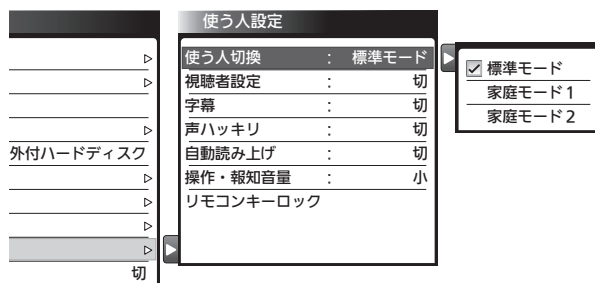 外付ハードディスク
切
使う人設定
使う人切換 : 標準モード
視聴者設定 : 切
字幕 : 切
声ハッキリ : 切
自動読み上げ : 切
操作・報知音量 : 小
リモコンキーロック
標準モード
家庭モード1
家庭モード2